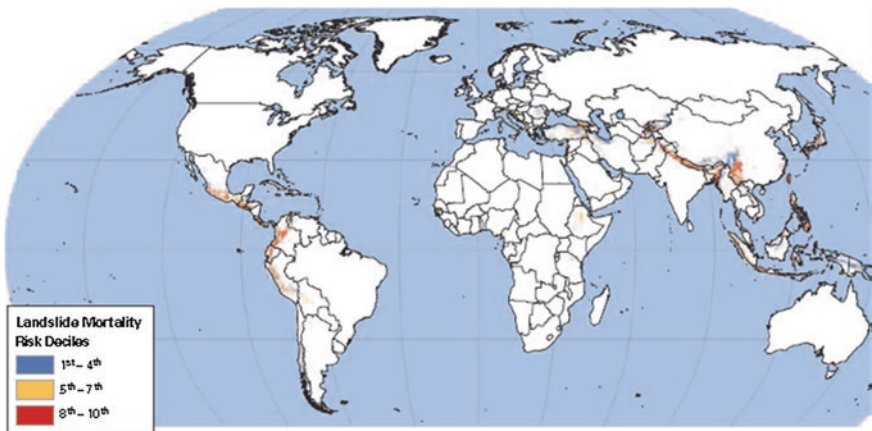 Landslide Mortality
Risk Deciles
1st – 4th
5th – 7th
8th – 10th